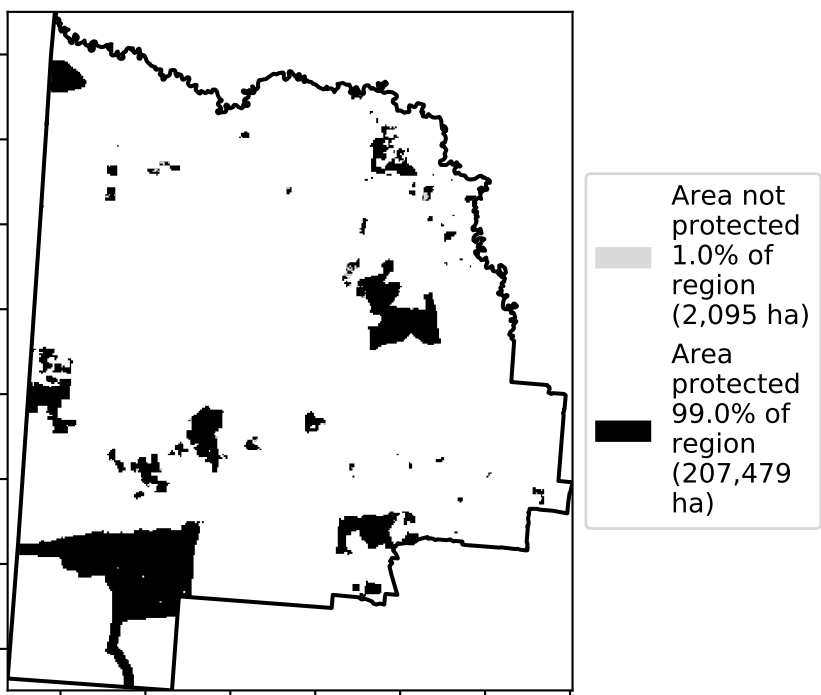 Area not
protected
1.0% of
region
(2,095 ha)
Area
protected
99.0% of
region
(207,479
ha)